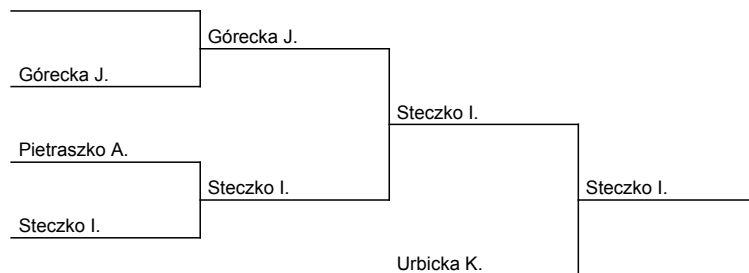 Górecka J.
Górecka J.
Steczko I.
Pietraszko A.
Steczko I.
Steczko I.
Steczko I.
Urbicka K.